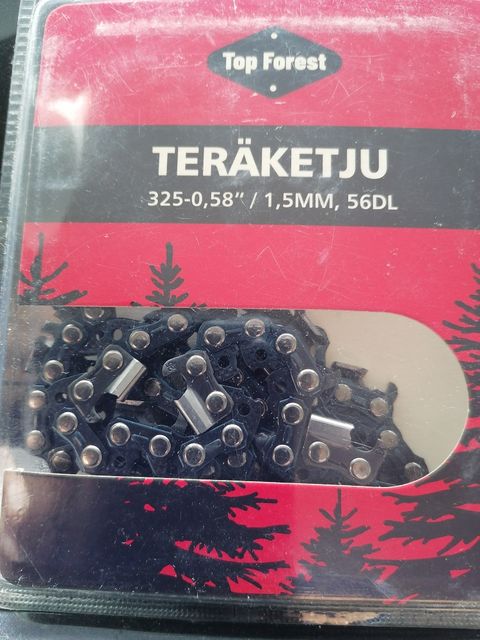 Top Forest
TERÄKETJU
325-0,58” / 1,5MM, 56DL